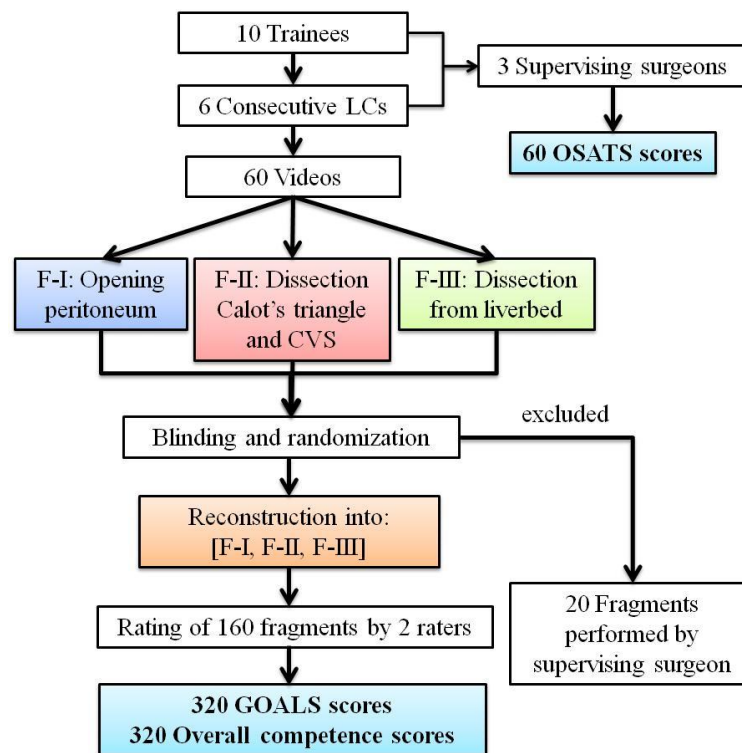 10 Trainees
3 Supervising surgeons
6 Consecutive LCs
60 OSATS scores
60 Videos
F-I: Opening
peritoneum
F-II: Dissection
Calot's triangle
and CVS
F-III: Dissection
from liverbed
Blinding and randomization
excluded
Reconstruction into:
[F-I, F-II, F-III]
Rating of 160 fragments by 2 raters
20 Fragments
performed by
supervising surgeon
320 GOALS scores
320 Overall competence scores